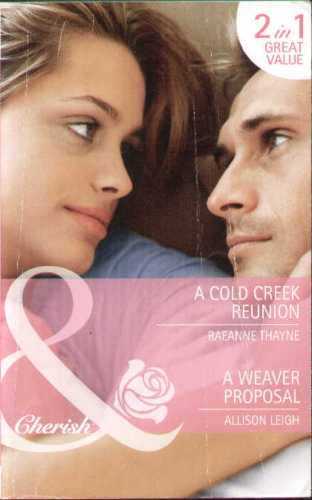 2 in 1
GREAT
VALUE
A COLD CREEK
REUNION
RAEANNE THAYNE
A WEAVER
PROPOSAL
ALLISON LEIGH
&
Cherish